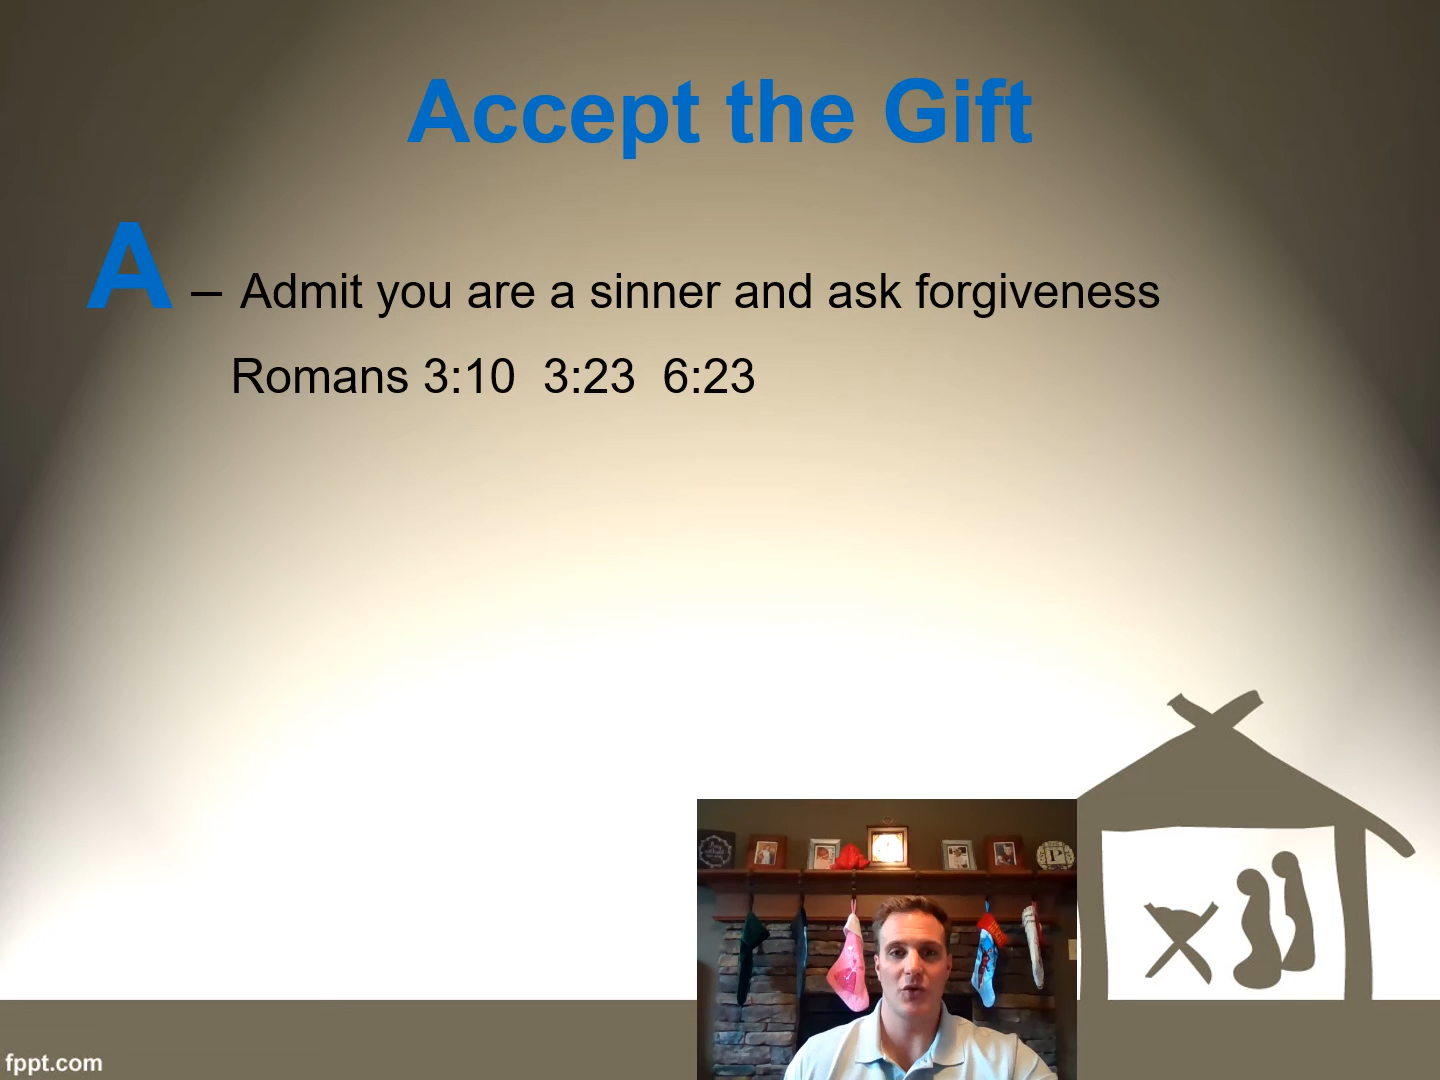 Accept the Gift
A – Admit you are a sinner and ask forgiveness
Romans 3:10 3:23 6:23
P
fppt.com